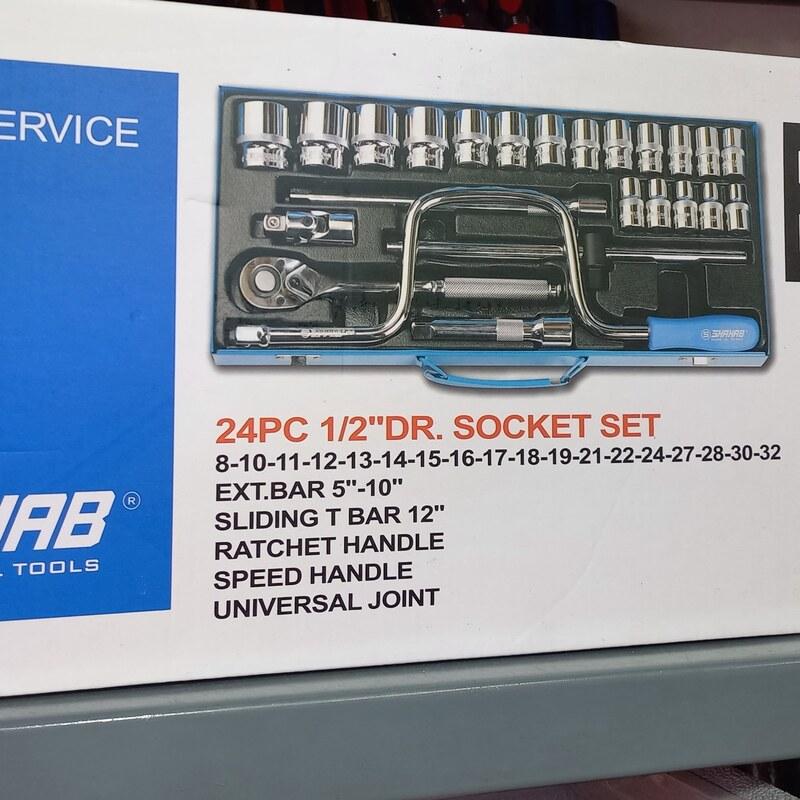 ERVICE
SHAHAB
24PC 1/2"DR. SOCKET SET
8-10-11-12-13-14-15-16-17-18-19-21-22-24-27-28-30-32
EXT.BAR 5"-10"
SLIDING T BAR 12"
RATCHET HANDLE
SPEED HANDLE
UNIVERSAL JOINT
HAB ®
L TOOLS